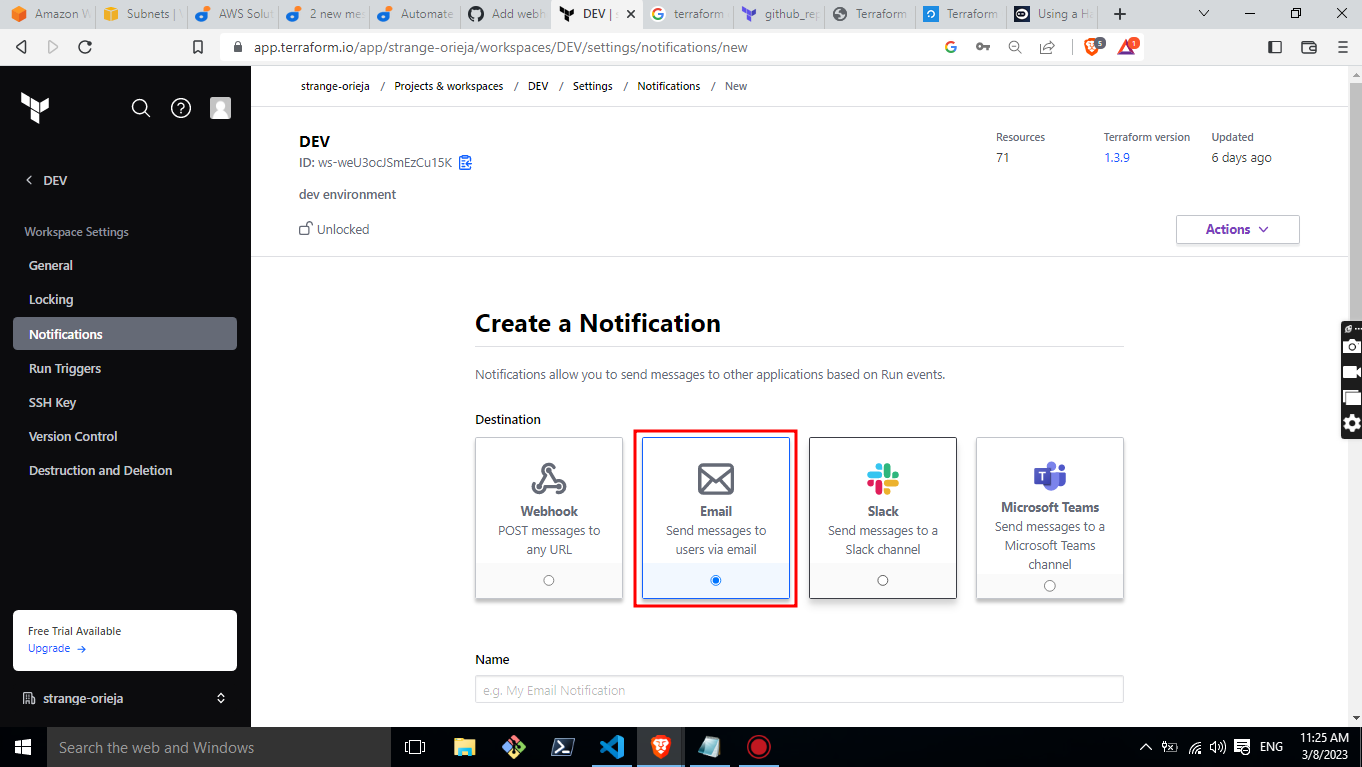 Amazon W
Subnets |
AWS Solut
2 new me
Automate
Add webh
DEV | s
terraform
github_rep
Terraform
Terraform
Using a H
app.terraform.io/app/strange-orieja/workspaces/DEV/settings/notifications/new
5
1
strange-orieja / Projects & workspaces / DEV / Settings / Notifications / New
DEV
ID: ws-weU3ocJSmEzCu15K
dev environment
Unlocked
Resources
71
Terraform version
1.3.9
Updated
6 days ago
Actions
DEV
Workspace Settings
General
Locking
Notifications
Run Triggers
SSH Key
Version Control
Destruction and Deletion
Free Trial Available
Upgrade →
strange-orieja
Create a Notification
Notifications allow you to send messages to other applications based on Run events.
Destination
Webhook
POST messages to
any URL
Email
Send messages to
users via email
Slack
Send messages to a
Slack channel
Microsoft Teams
Send messages to a
Microsoft Teams
channel
Name
e.g. My Email Notification
Search the web and Windows
ENG
11:25 AM
3/8/2023